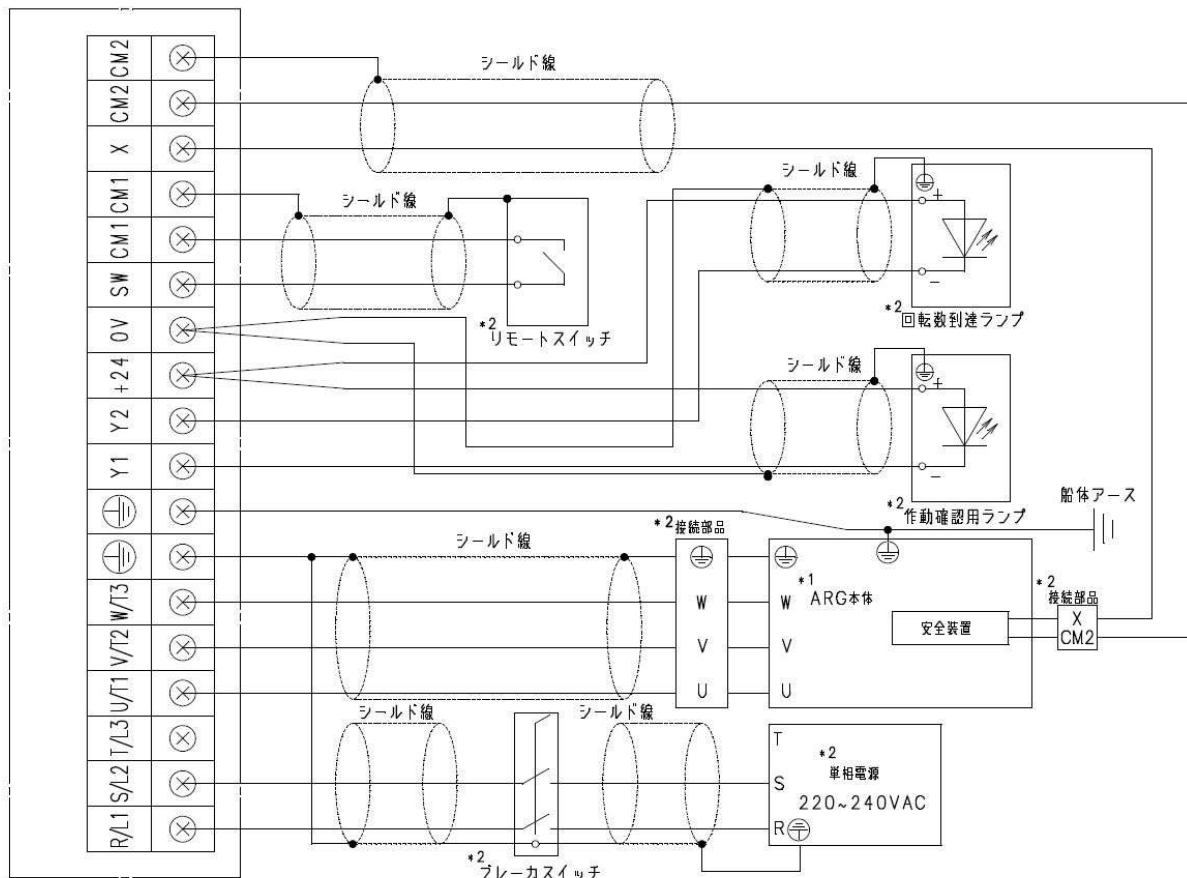 CM2
CM2
X
CM1
CM1
SW
0V
+24
Y2
Y1
W/T3
V/T2
U/T1
T/L3
S/L2
R/L1
シールド線
シールド線
*2
リモートスイッチ
シールド線
+
-
*2
回転数到達ランプ
シールド線
+
-
*2
作動確認用ランプ
船体アース
シールド線
*2接続部品
W
V
U
*1
ARG本体
W
V
U
安全装置
*2
接続部品
X
CM2
シールド線
シールド線
*2
ブレーカスイッチ
T
S
R
*2
単相電源
220~240VAC